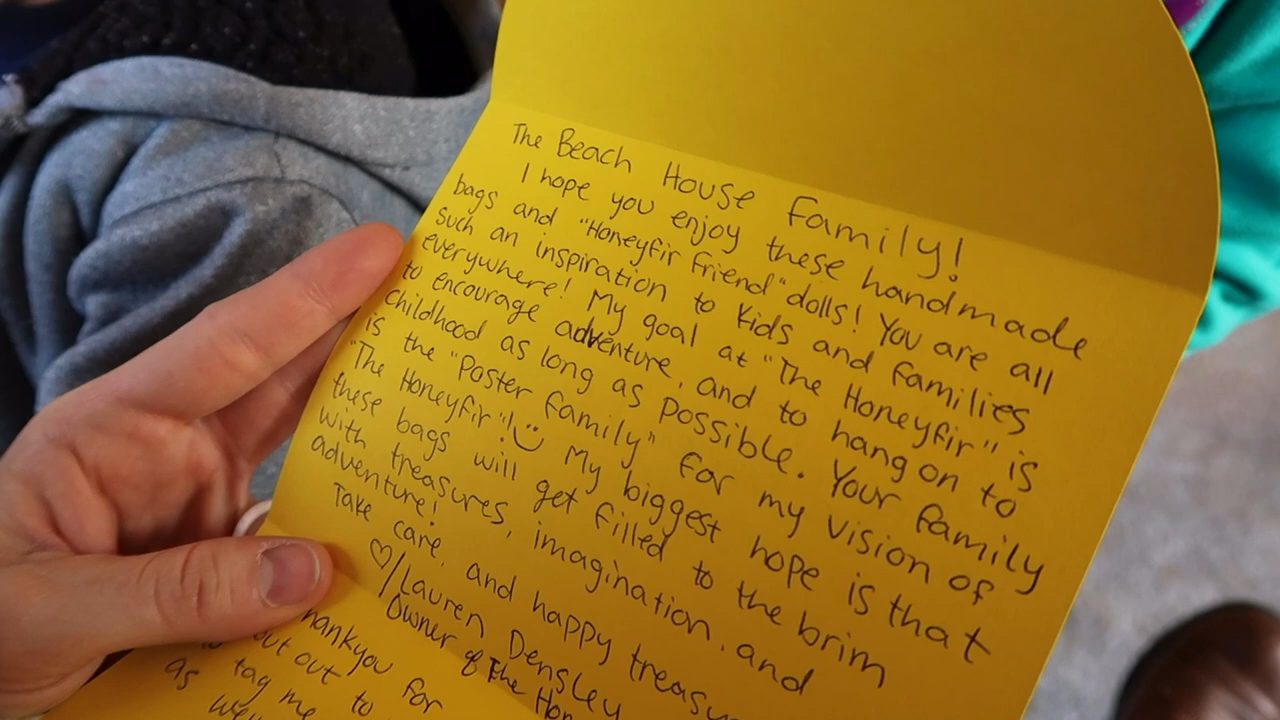 The Beach House Family!
I hope you enjoy these handmade
bags and "Honeyfir Friend" dolls! You are all
such an inspiration to kids and families
everywhere! My goal at "The Honeyfir" is
to encourage adventure, and to hang on to
childhood as long as possible. Your family
is the "Poster family" for my vision of
"The Honeyfir"! My biggest hope is that
these bags will get filled to the brim
with treasures, imagination, and
adventure!
Take care, and happy
♡/Lauren Densley
Owner of The
for
out to
tag me
as